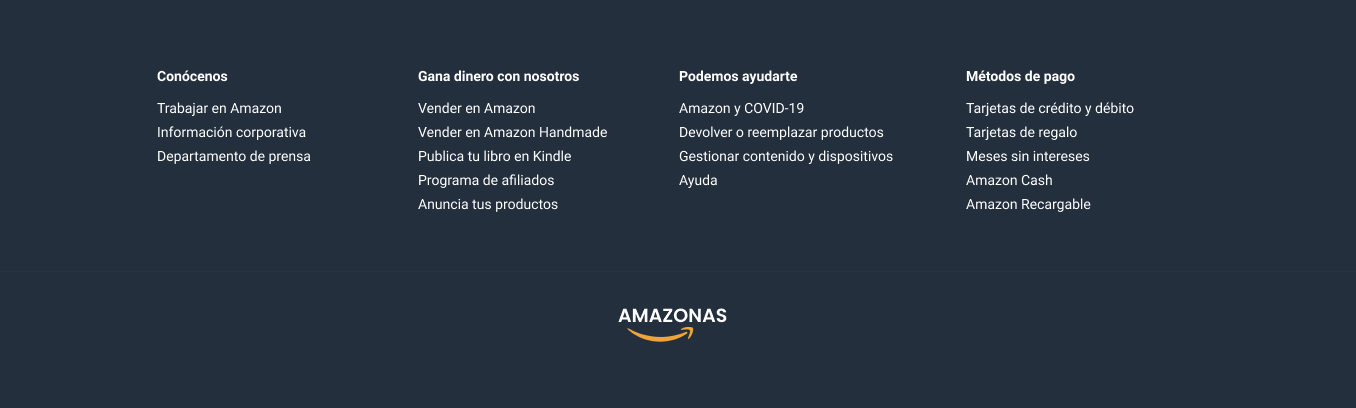 Conócenos
Trabajar en Amazon
Información corporativa
Departamento de prensa
Gana dinero con nosotros
Vender en Amazon
Vender en Amazon Handmade
Publica tu libro en Kindle
Programa de afiliados
Anuncia tus productos
Podemos ayudarte
Amazon y COVID-19
Devolver o reemplazar productos
Gestionar contenido y dispositivos
Ayuda
Métodos de pago
Tarjetas de crédito y débito
Tarjetas de regalo
Meses sin intereses
Amazon Cash
Amazon Recargable
AMAZONAS